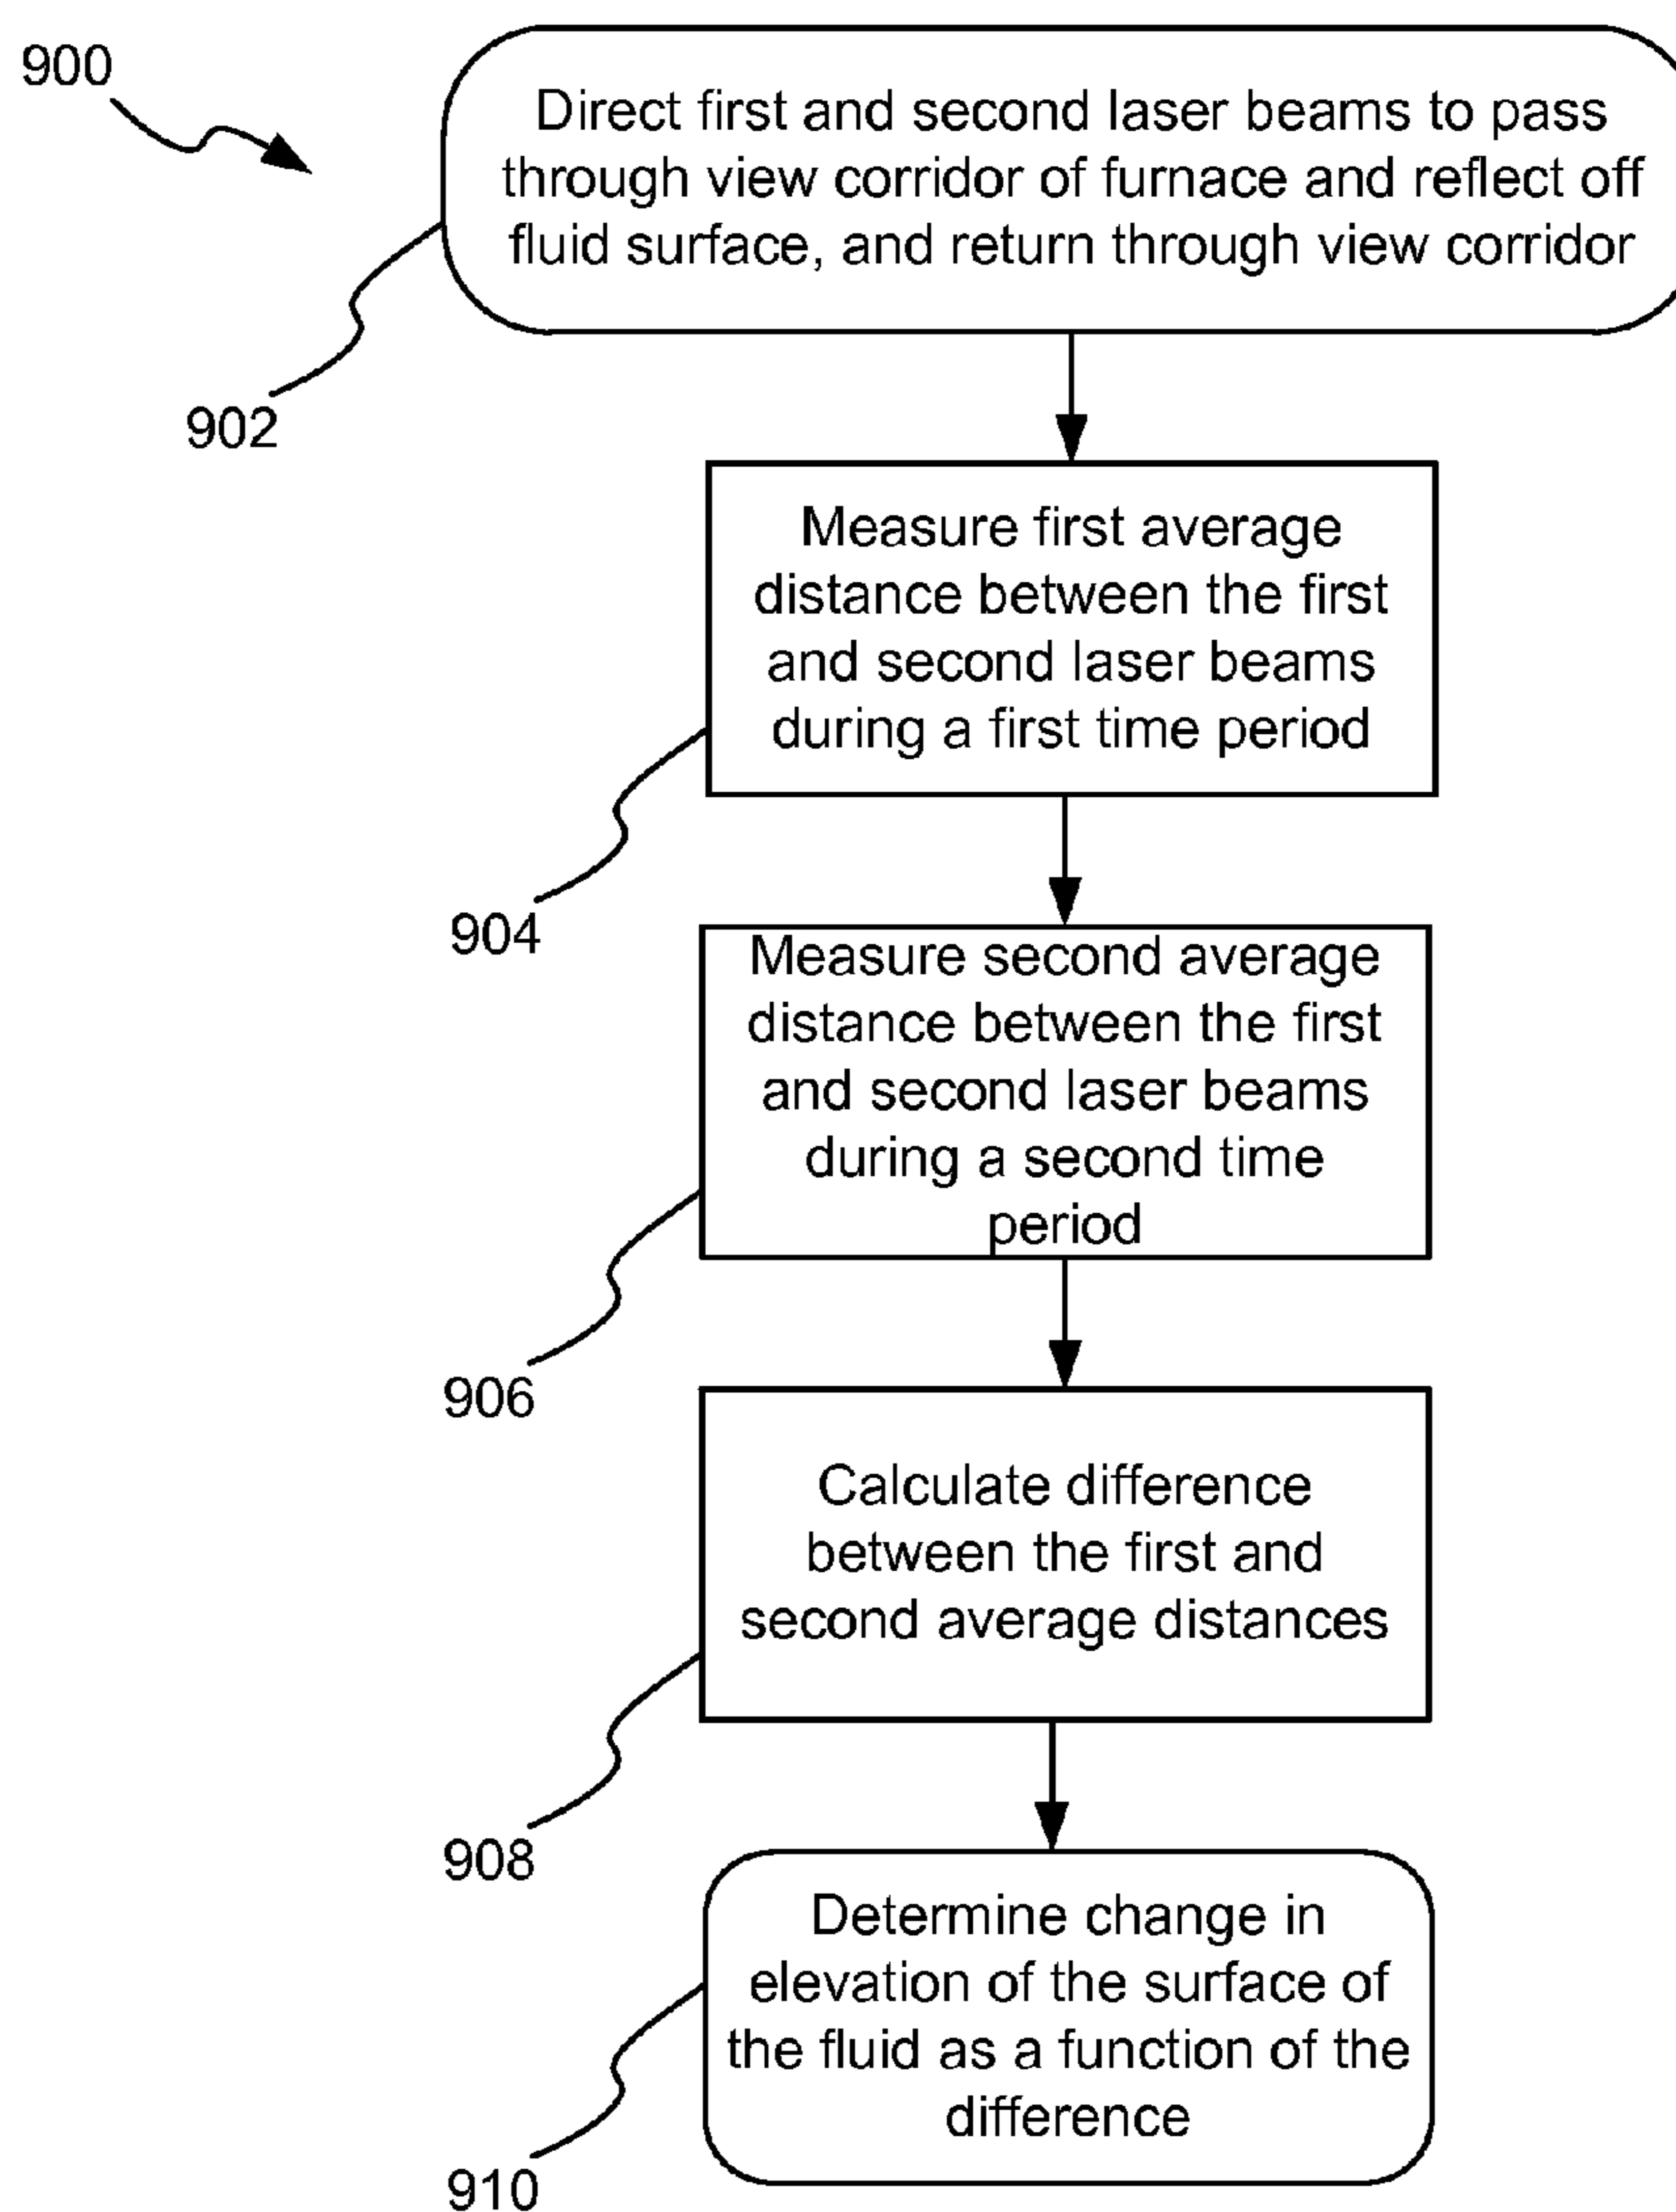 900
Direct first and second laser beams to pass
through view corridor of furnace and reflect off
fluid surface, and return through view corridor
902
Measure first average
distance between the first
and second laser beams
during a first time period
904
Measure second average
distance between the first
and second laser beams
during a second time
period
906
Calculate difference
between the first and
second average distances
908
Determine change in
elevation of the surface of
the fluid as a function of the
difference
910